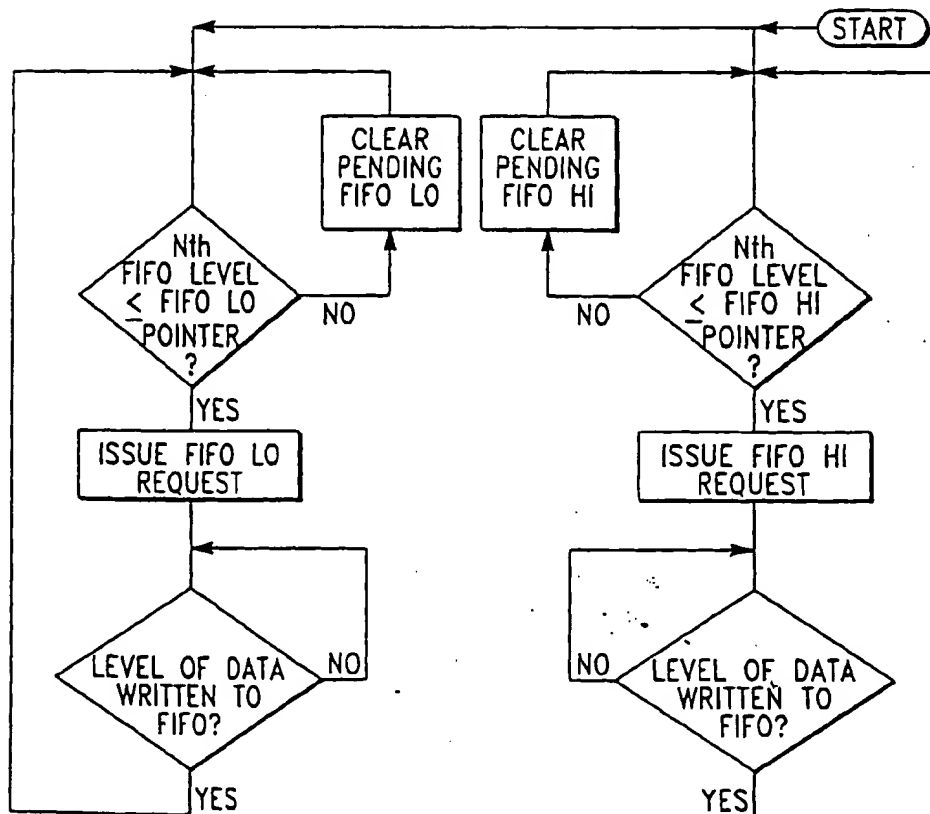 START
CLEAR
PENDING
FIFO LO
CLEAR
PENDING
FIFO HI
Nth
FIFO LEVEL
≤ FIFO LO
POINTER
?
NO
Nth
FIFO LEVEL
≤ FIFO HI
POINTER
?
NO
YES
YES
ISSUE FIFO LO
REQUEST
ISSUE FIFO HI
REQUEST
LEVEL OF DATA
WRITTEN TO
FIFO?
NO
NO
LEVEL OF DATA
WRITTEN TO
FIFO?
YES
YES